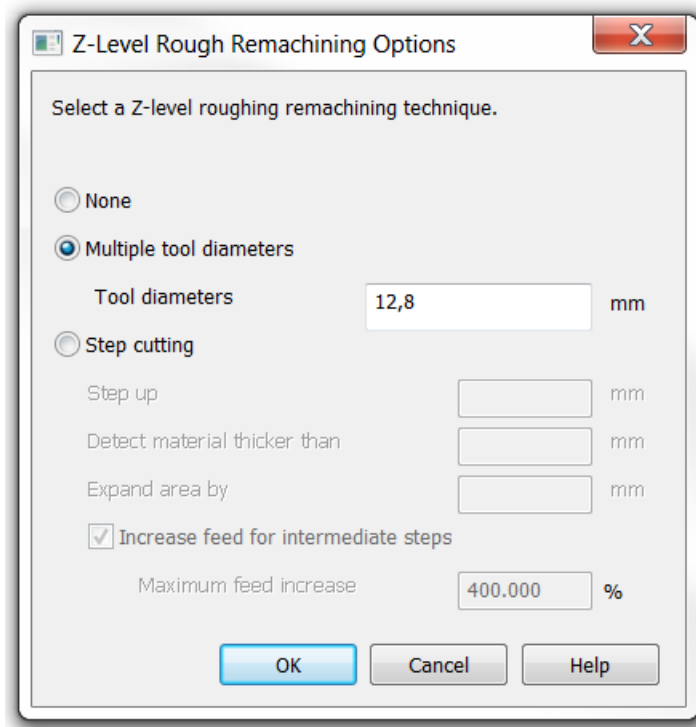 Z-Level Rough Remachining Options
Select a Z-level roughing remachining technique.
None
Multiple tool diameters
Tool diameters 12,8 mm
Step cutting
Step up mm
Detect material thicker than mm
Expand area by mm
Increase feed for intermediate steps
Maximum feed increase 400.000 %
OK Cancel Help